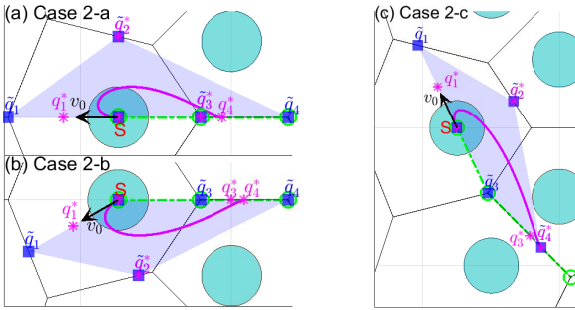 (a) Case 2-a
q̃₂*
q̃₁
q₁*
v₀
S
q̃₃*
q₄*
q̃₄
(b) Case 2-b
S
q₁*
v₀
q̃₁
q̃₂*
q̃₃
q₃*
q₄*
q̃₄
(c) Case 2-c
q̃₁
q₁*
v₀
S
q̃₂*
q̃₃
q₃*
q̃₄*